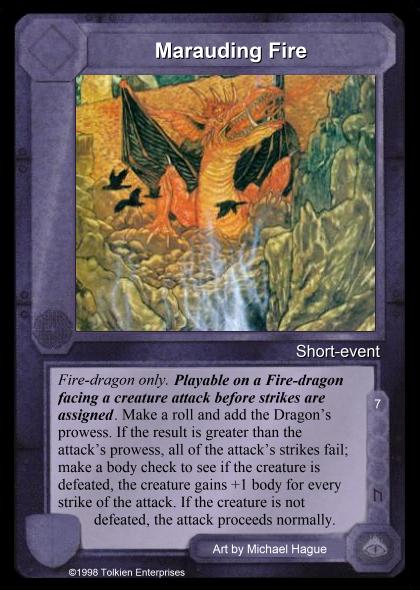 Marauding Fire
Short-event
Fire-dragon only. Playable on a Fire-dragon
facing a creature attack before strikes are
assigned. Make a roll and add the Dragon's
prowess. If the result is greater than the
attack's prowess, all of the attack's strikes fail;
make a body check to see if the creature is
defeated, the creature gains +1 body for every
strike of the attack. If the creature is not
defeated, the attack proceeds normally.
7
Art by Michael Hague
©1998 Tolkien Enterprises